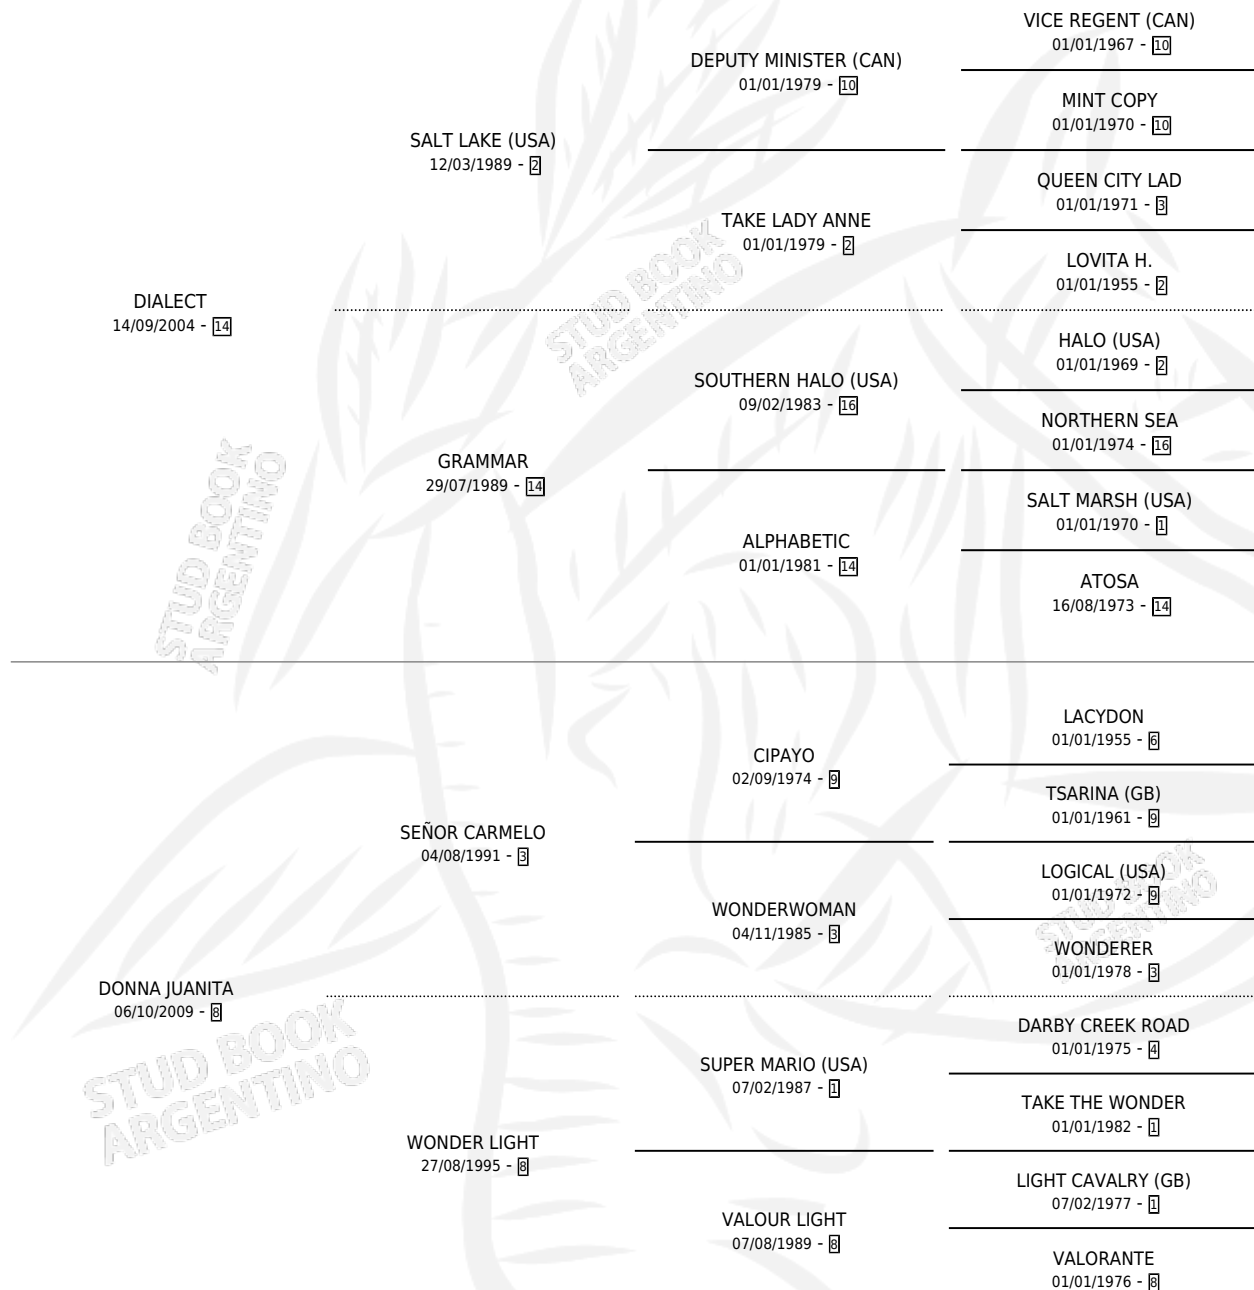 VICE REGENT (CAN)
01/01/1967 - 10
DEPUTY MINISTER (CAN)
01/01/1979 - 10
MINT COPY
01/01/1970 - 10
SALT LAKE (USA)
12/03/1989 - 2
QUEEN CITY LAD
01/01/1971 - 3
TAKE LADY ANNE
01/01/1979 - 2
LOVITA H.
01/01/1955 - 2
DIALECT
14/09/2004 - 14
HALO (USA)
01/01/1969 - 2
SOUTHERN HALO (USA)
09/02/1983 - 16
NORTHERN SEA
01/01/1974 - 16
GRAMMAR
29/07/1989 - 14
SALT MARSH (USA)
01/01/1970 - 1
ALPHABETIC
01/01/1981 - 14
ATOSA
16/08/1973 - 14
LACYDON
01/01/1955 - 6
CIPAYO
02/09/1974 - 9
TSARINA (GB)
01/01/1961 - 9
SEÑOR CARMELO
04/08/1991 - 3
LOGICAL (USA)
01/01/1972 - 9
WONDERWOMAN
04/11/1985 - 3
WONDERER
01/01/1978 - 3
DONNA JUANITA
06/10/2009 - 8
DARBY CREEK ROAD
01/01/1975 - 4
SUPER MARIO (USA)
07/02/1987 - 1
TAKE THE WONDER
01/01/1982 - 1
WONDER LIGHT
27/08/1995 - 8
LIGHT CAVALRY (GB)
07/02/1977 - 1
VALOUR LIGHT
07/08/1989 - 8
VALORANTE
01/01/1976 - 8
STUD BOOK
ARGENTINO
STUD BOOK
ARGENTINO
STUD BOOK
ARGENTINO
STUD BOOK
ARGENTINO